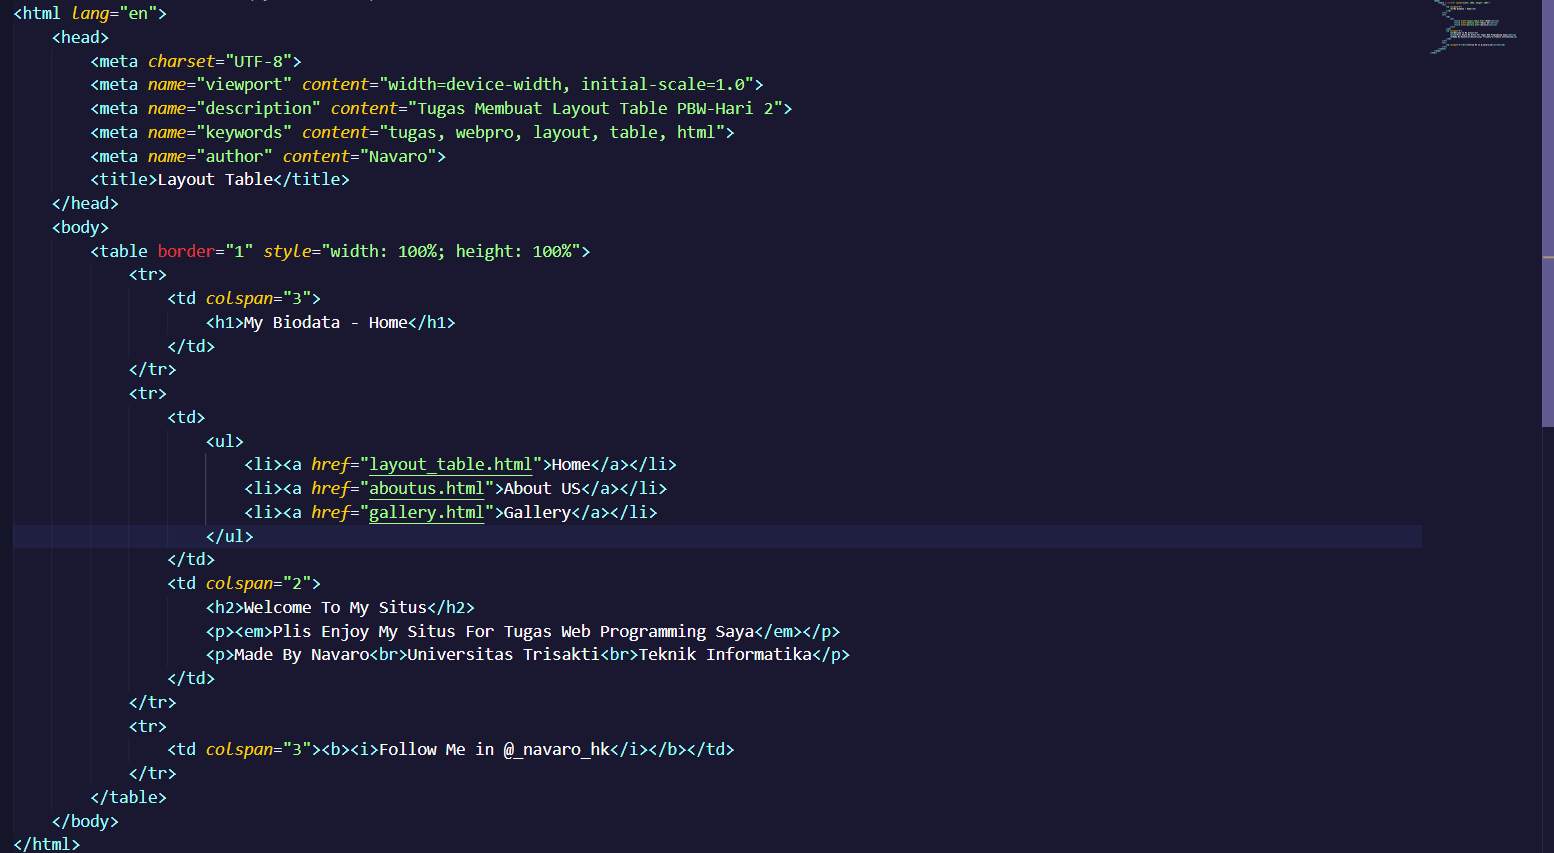 <html lang="en">
<head>
<meta charset="UTF-8">
<meta name="viewport" content="width=device-width, initial-scale=1.0">
<meta name="description" content="Tugas Membuat Layout Table PBW-Hari 2">
<meta name="keywords" content="tugas, webpro, layout, table, html">
<meta name="author" content="Navaro">
<title>Layout Table</title>
</head>
<body>
<table border="1" style="width: 100%; height: 100%">
<tr>
<td colspan="3">
<h1>My Biodata - Home</h1>
</td>
</tr>
<tr>
<td>
<ul>
<li><a href="layout_table.html">Home</a></li>
<li><a href="aboutus.html">About US</a></li>
<li><a href="gallery.html">Gallery</a></li>
</ul>
</td>
<td colspan="2">
<h2>Welcome To My Situs</h2>
<p><em>Plis Enjoy My Situs For Tugas Web Programming Saya</em></p>
<p>Made By Navaro<br>Universitas Trisakti<br>Teknik Informatika</p>
</td>
</tr>
<tr>
<td colspan="3"><b><i>Follow Me in @_navaro_hk</i></b></td>
</tr>
</table>
</body>
</html>